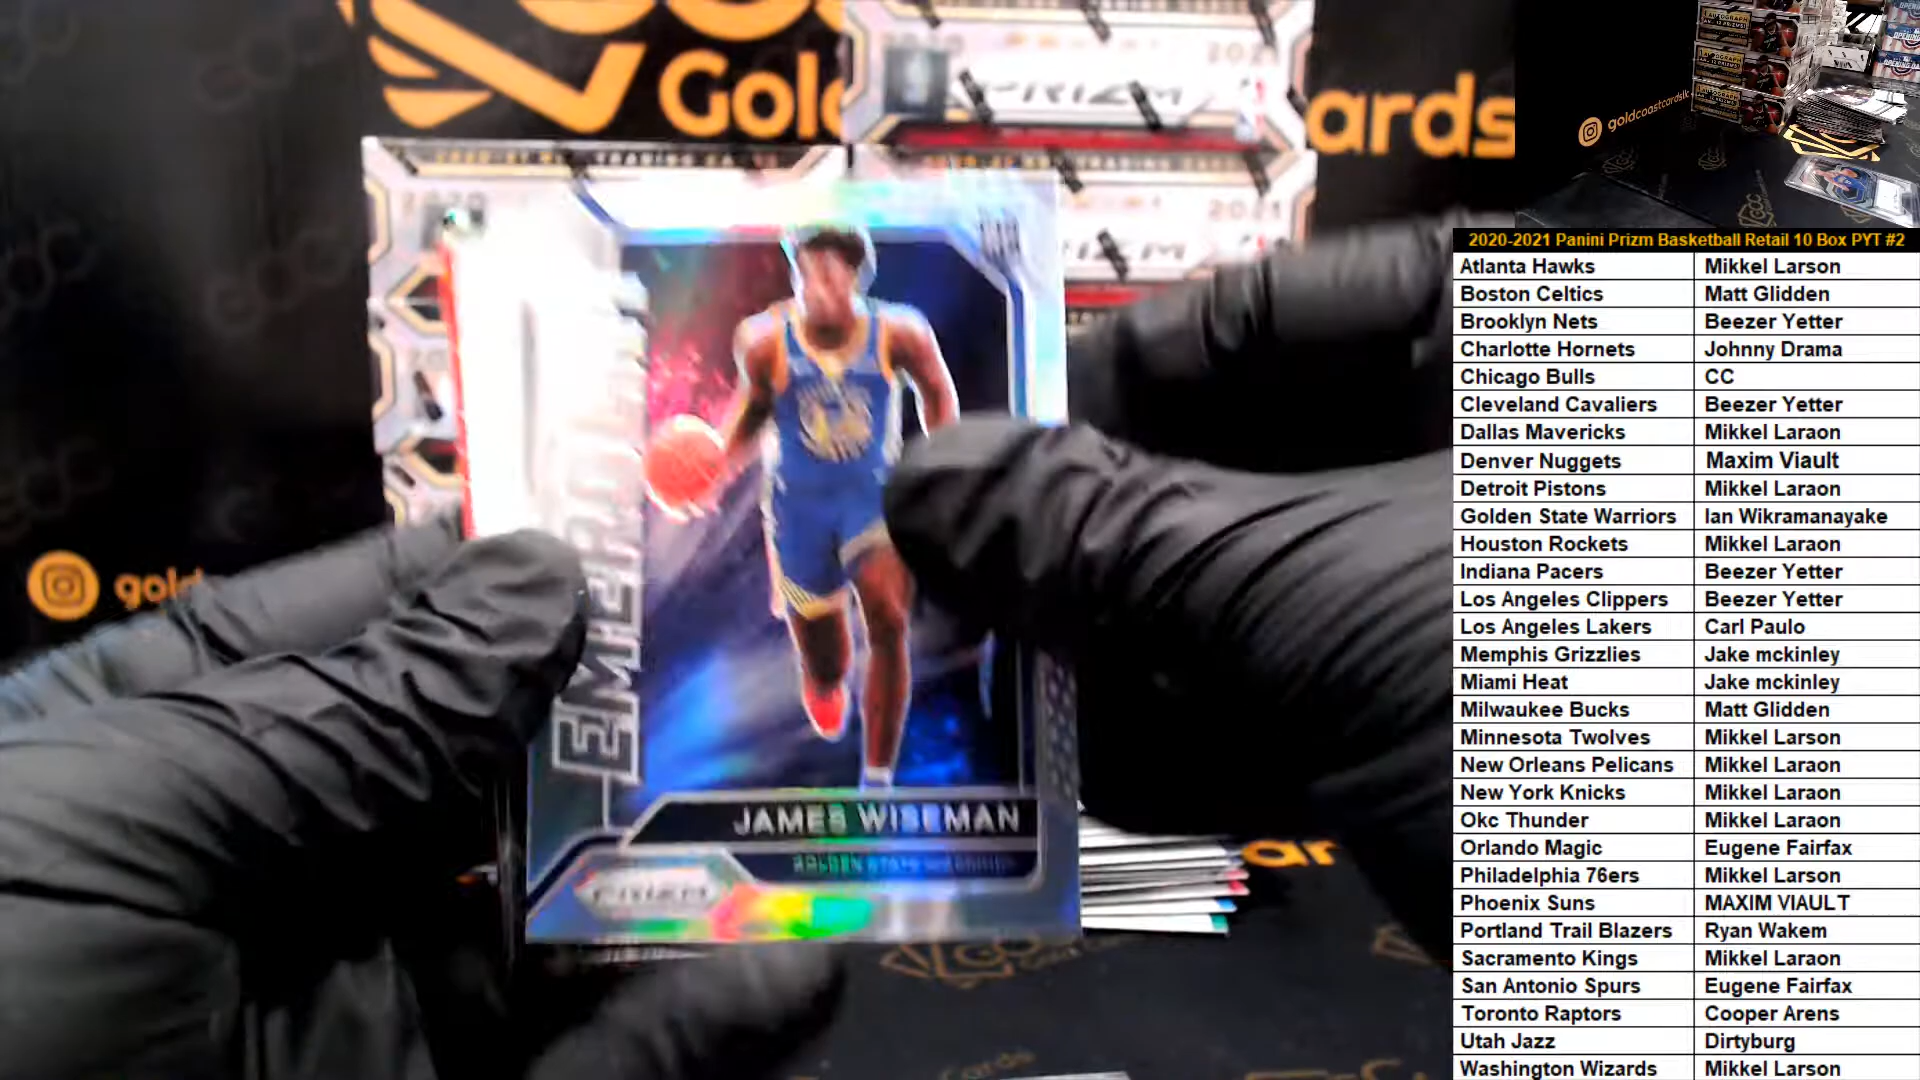 Gold
ards
2020
2021
PRIZM
2021
gold
goldcoastcardsllc
EMERGENT
JAMES WISEMAN
GOLDEN STATE WARRIORS
PRIZM
ar
2020-2021 Panini Prizm Basketball Retail 10 Box PYT #2
Atlanta Hawks Mikkel Larson
Boston Celtics Matt Glidden
Brooklyn Nets Beezer Yetter
Charlotte Hornets Johnny Drama
Chicago Bulls CC
Cleveland Cavaliers Beezer Yetter
Dallas Mavericks Mikkel Laraon
Denver Nuggets Maxim Viault
Detroit Pistons Mikkel Laraon
Golden State Warriors Ian Wikramanayake
Houston Rockets Mikkel Laraon
Indiana Pacers Beezer Yetter
Los Angeles Clippers Beezer Yetter
Los Angeles Lakers Carl Paulo
Memphis Grizzlies Jake mckinley
Miami Heat Jake mckinley
Milwaukee Bucks Matt Glidden
Minnesota Twolves Mikkel Larson
New Orleans Pelicans Mikkel Laraon
New York Knicks Mikkel Laraon
Okc Thunder Mikkel Laraon
Orlando Magic Eugene Fairfax
Philadelphia 76ers Mikkel Larson
Phoenix Suns MAXIM VIAULT
Portland Trail Blazers Ryan Wakem
Sacramento Kings Mikkel Laraon
San Antonio Spurs Eugene Fairfax
Toronto Raptors Cooper Arens
Utah Jazz Dirtyburg
Washington Wizards Mikkel Larson